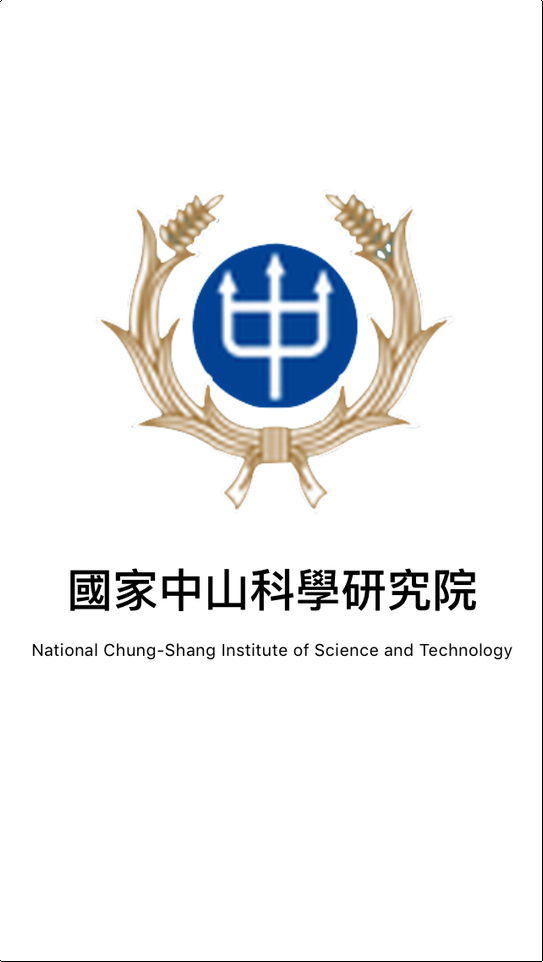 國家中山科學研究院
National Chung-Shang Institute of Science and Technology